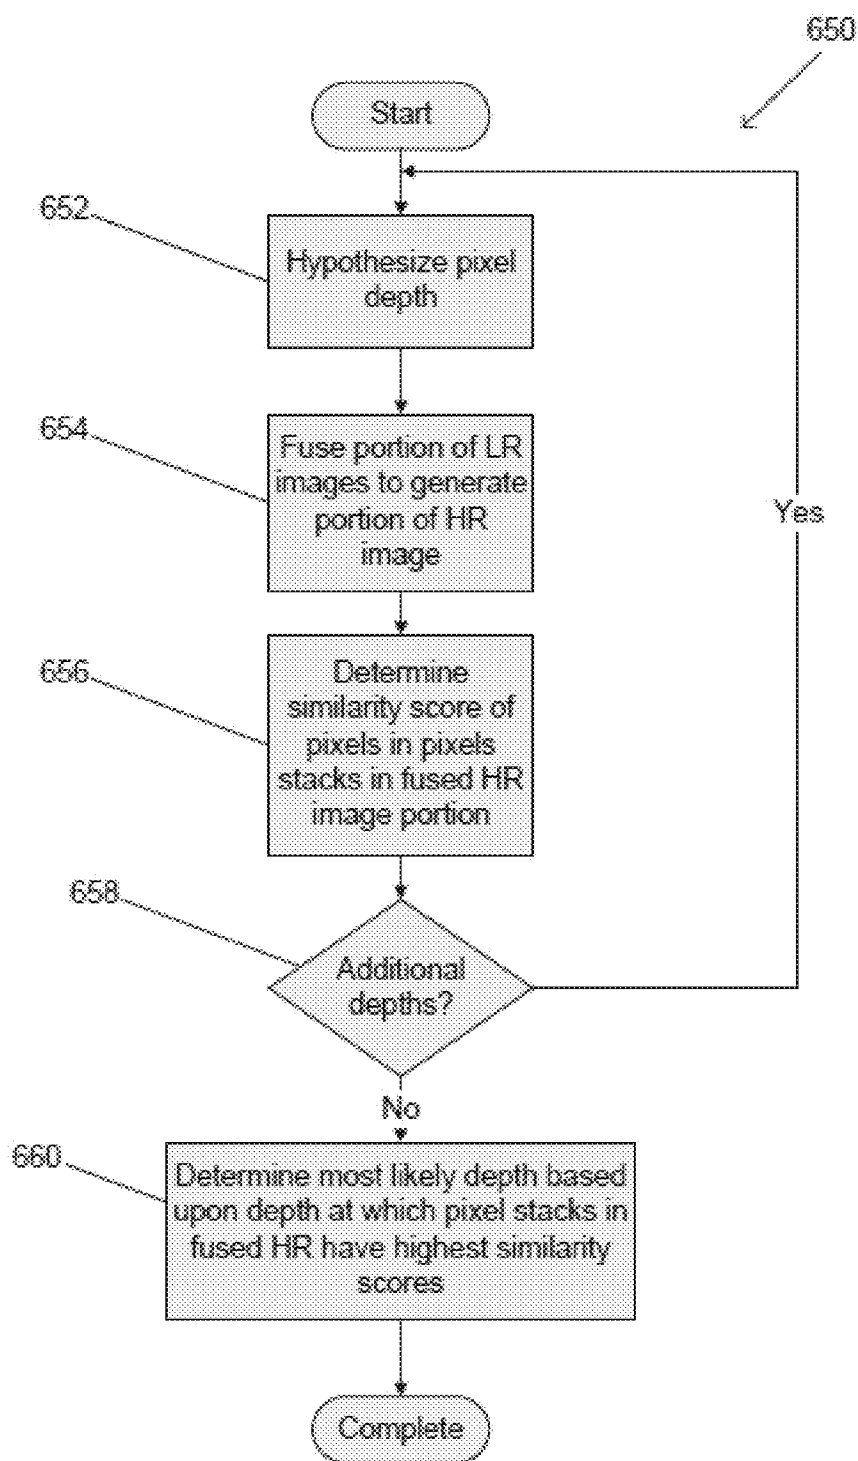 650
Start
652
Hypothesize pixel
depth
654
Fuse portion of LR
images to generate
portion of HR
image
Yes
656
Determine
similarity score of
pixels in pixels
stacks in fused HR
image portion
658
Additional
depths?
No
660
Determine most likely depth based
upon depth at which pixel stacks in
fused HR have highest similarity
scores
Complete